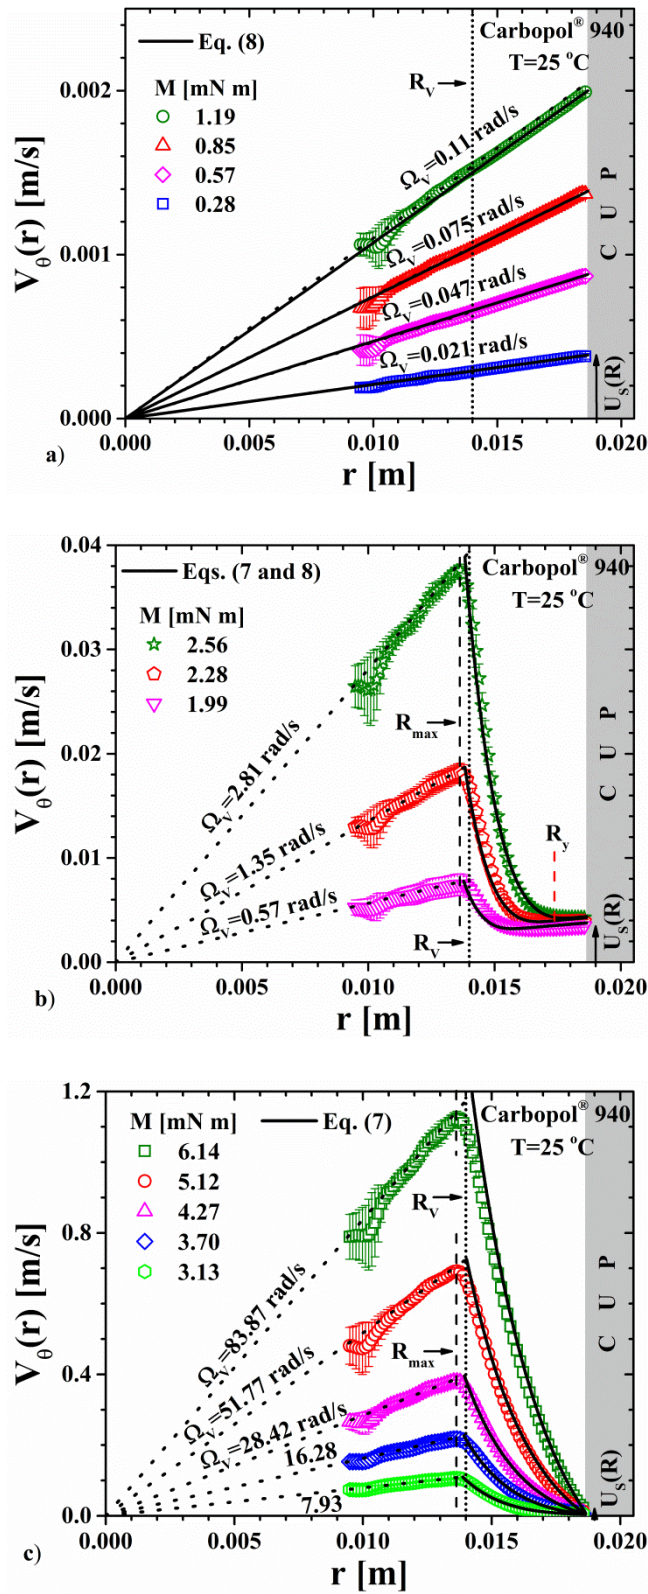 Eq. (8)
Carbopol® 940
T=25 °C
M [mN m]
1.19
0.85
0.57
0.28
R_V
Ω_V=0.11 rad/s
Ω_V=0.075 rad/s
Ω_V=0.047 rad/s
Ω_V=0.021 rad/s
C U P
U_s(R)
V_θ(r) [m/s]
0.002
0.001
0.000
0.000 0.005 0.010 0.015 0.020
a)
r [m]
Eqs. (7 and 8)
Carbopol® 940
T=25 °C
M [mN m]
2.56
2.28
1.99
R_max
R_V
R_y
Ω_V=2.81 rad/s
Ω_V=1.35 rad/s
Ω_V=0.57 rad/s
C U P
U_s(R)
V_θ(r) [m/s]
0.04
0.03
0.02
0.01
0.00
0.000 0.005 0.010 0.015 0.020
b)
r [m]
M [mN m]
Eq. (7)
Carbopol® 940
T=25 °C
6.14
5.12
4.27
3.70
3.13
R_V
R_max
Ω_V=83.87 rad/s
Ω_V=51.77 rad/s
Ω_V=28.42 rad/s
16.28
7.93
C U P
U_s(R)
V_θ(r) [m/s]
1.2
0.8
0.4
0.0
0.000 0.005 0.010 0.015 0.020
c)
r [m]